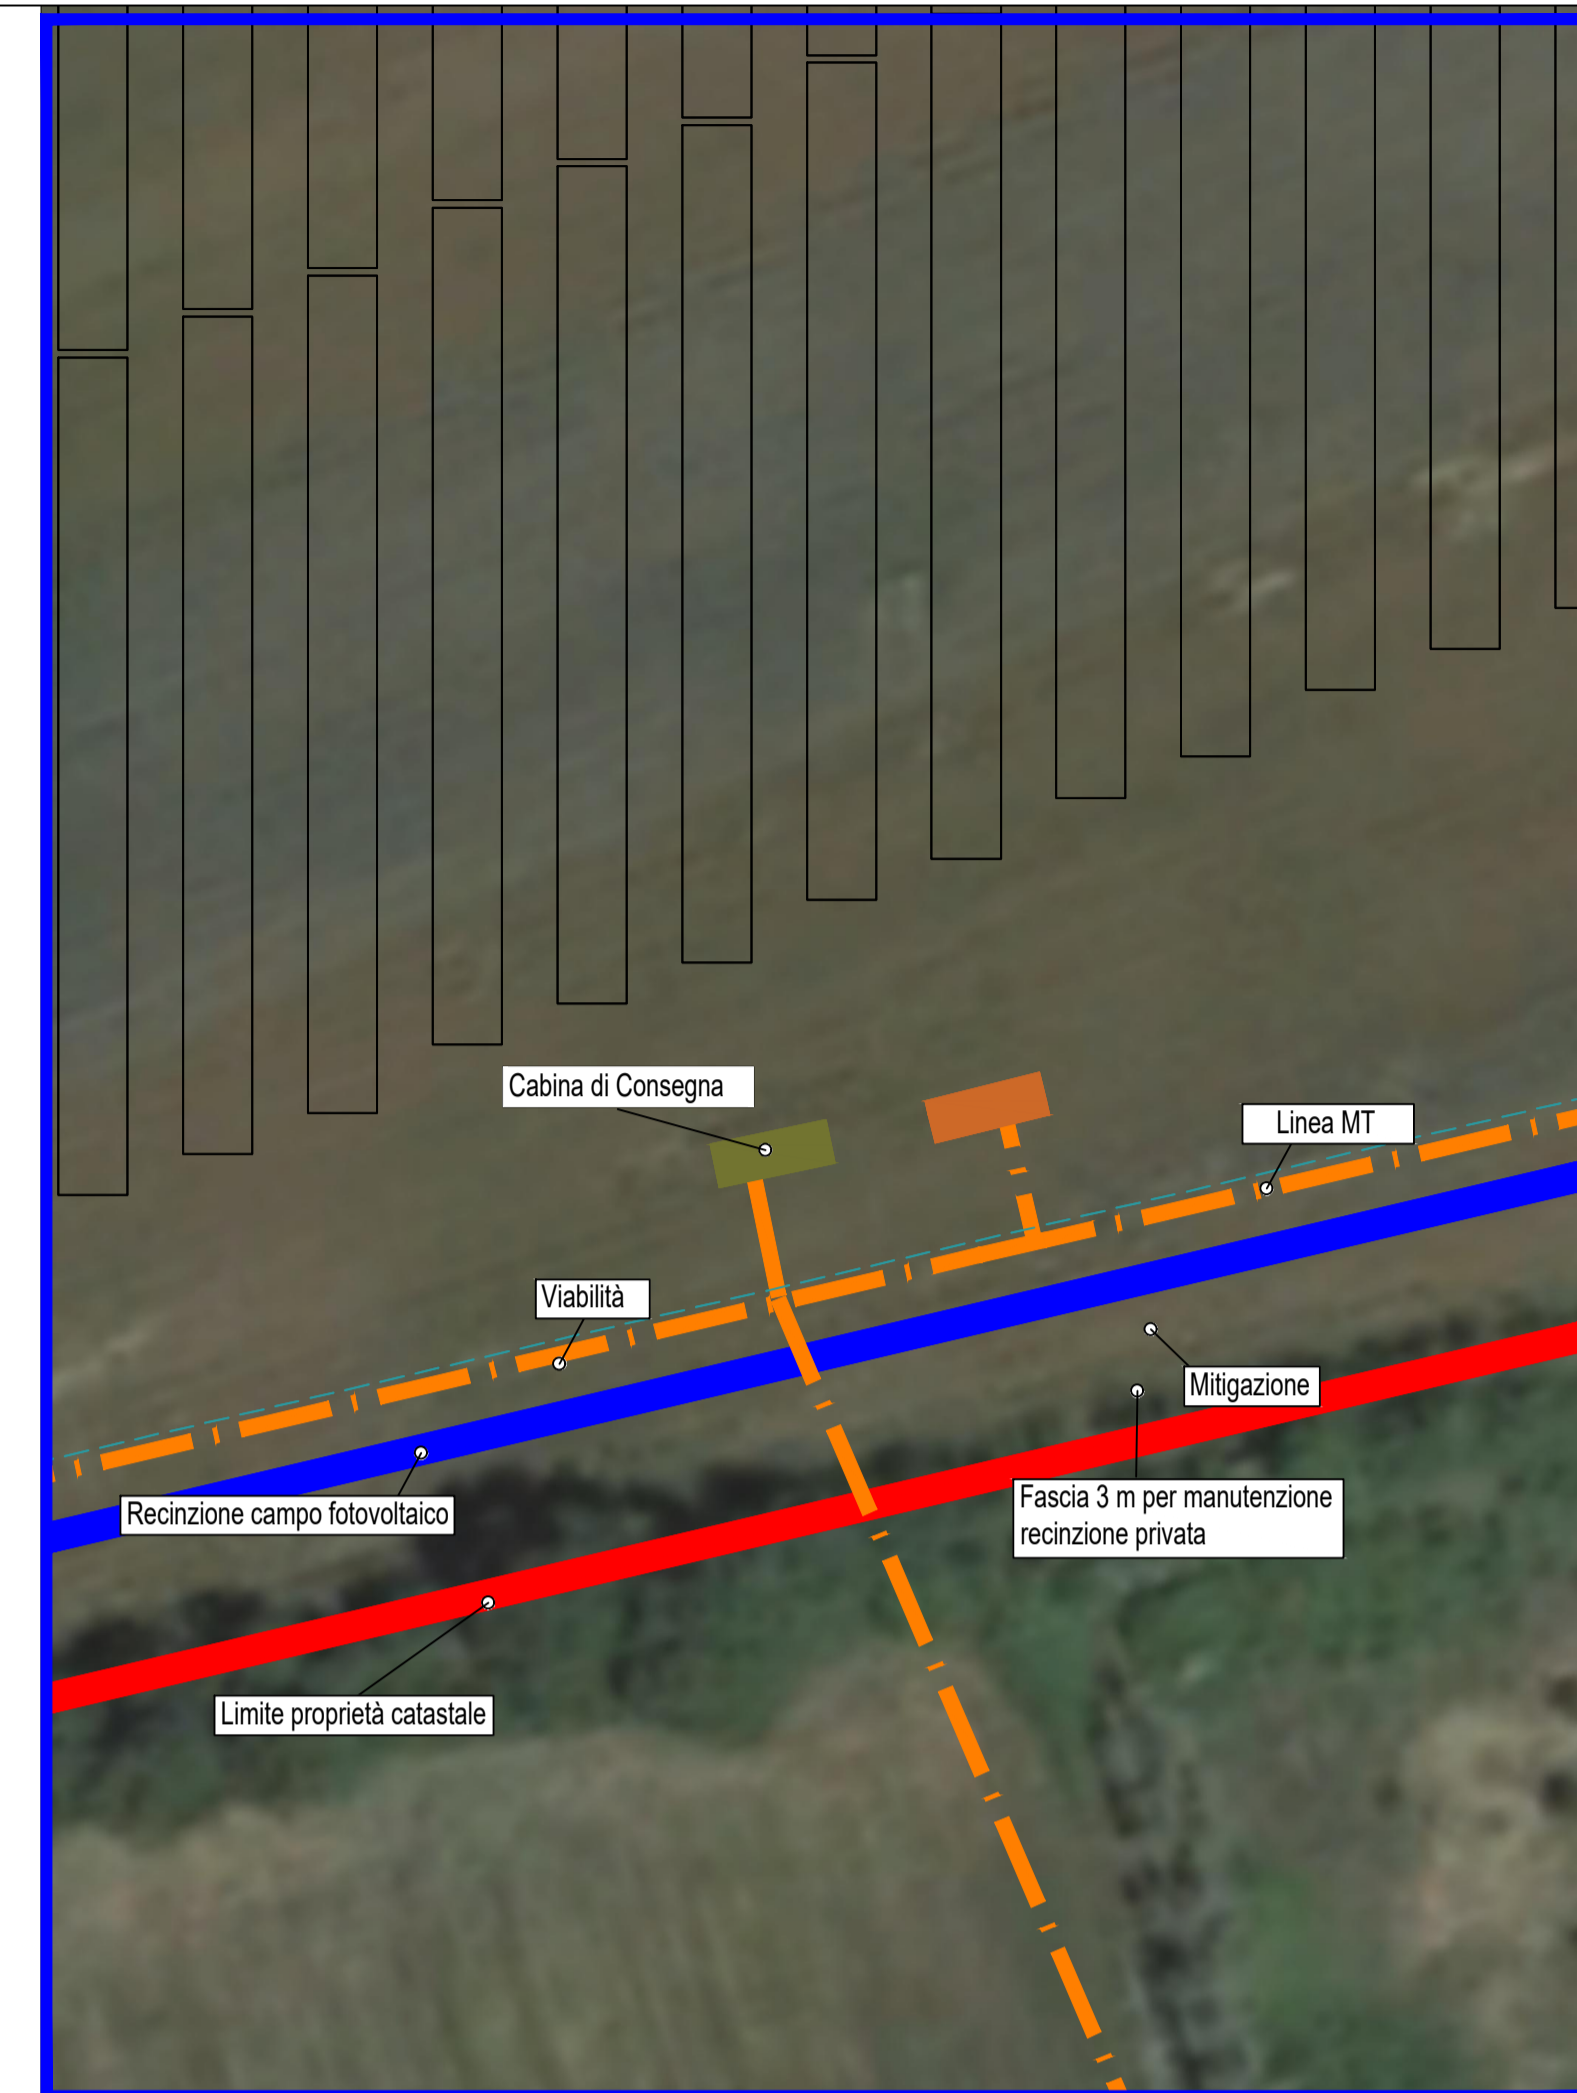 Cabina di Consegna
Linea MT
Viabilità
Mitigazione
Recinzione campo fotovoltaico
Fascia 3 m per manutenzione
recinzione privata
Limite proprietà catastale